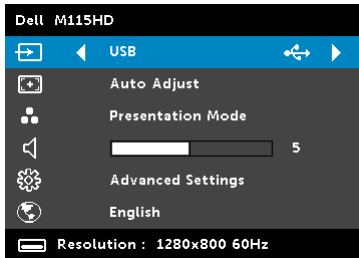 Dell M115HD
USB
Auto Adjust
Presentation Mode
5
Advanced Settings
English
Resolution : 1280x800 60Hz